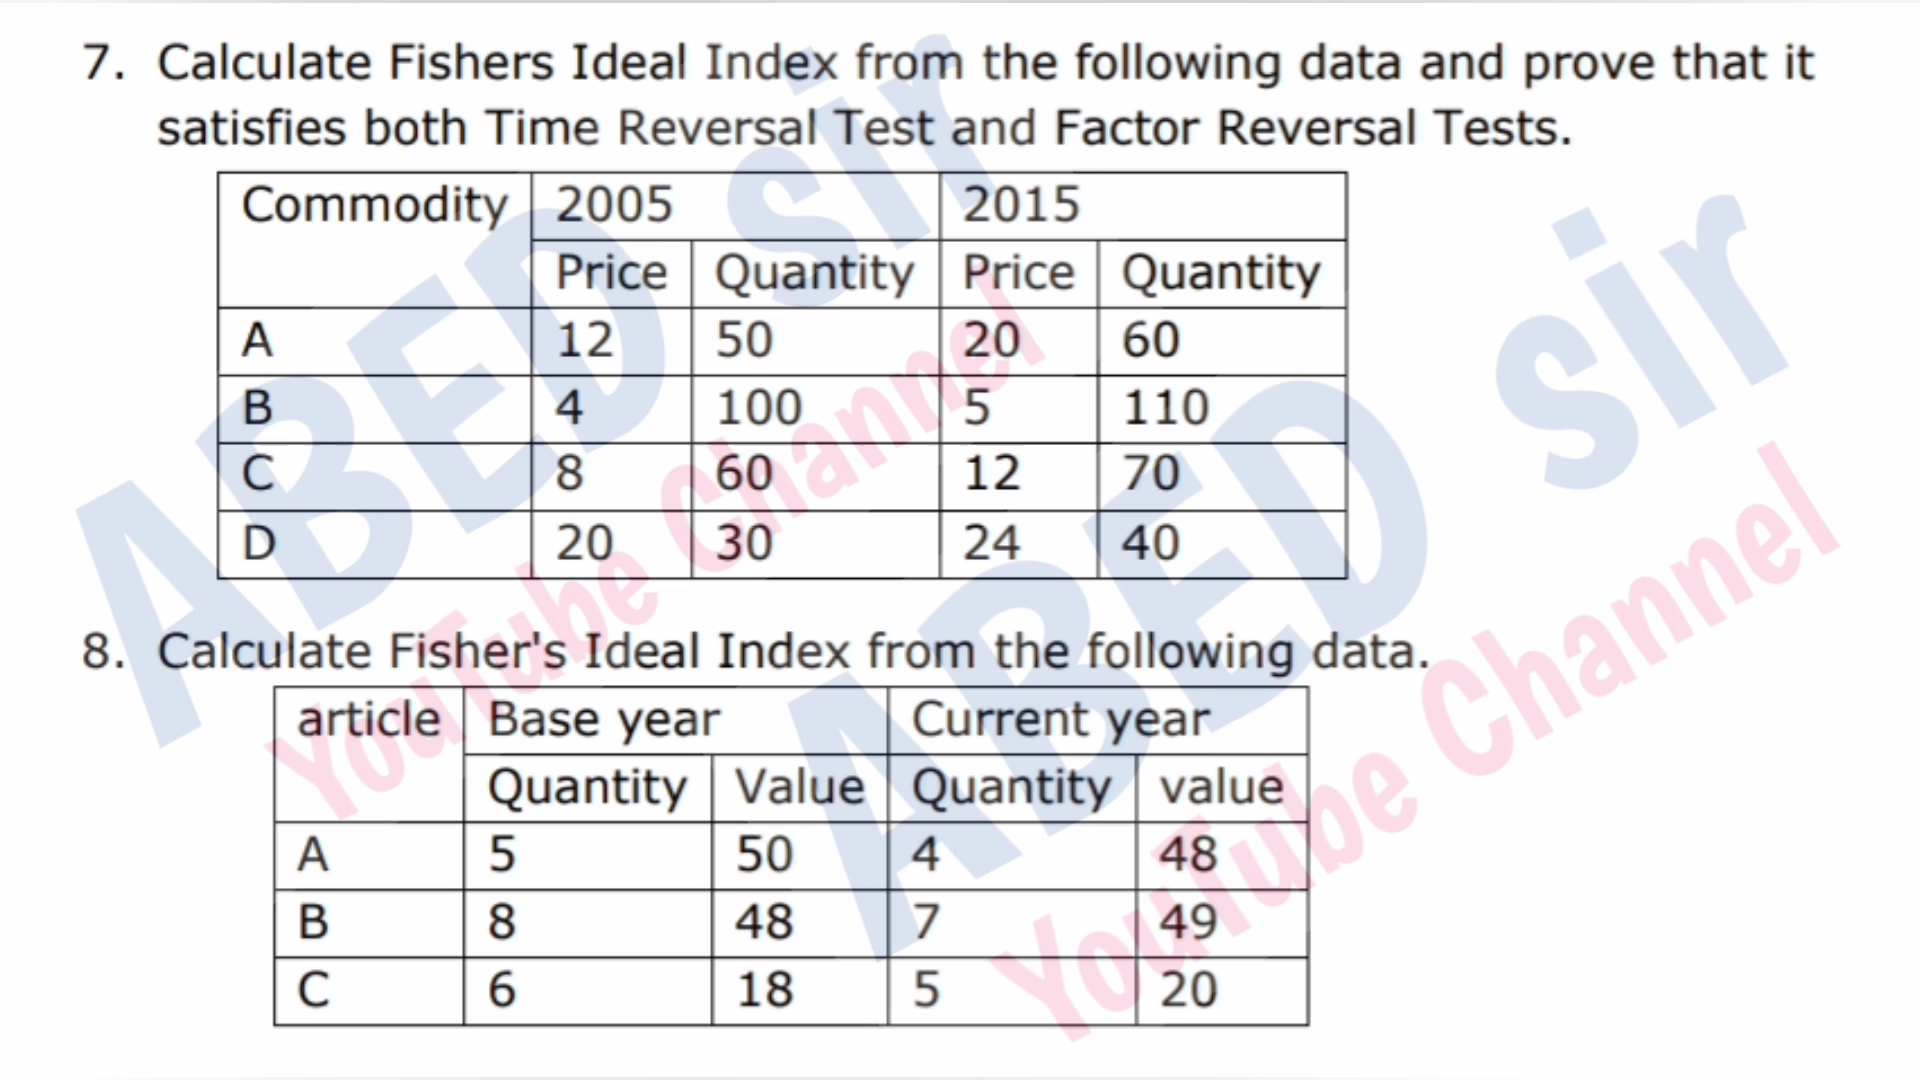 7. Calculate Fishers Ideal Index from the following data and prove that it
satisfies both Time Reversal Test and Factor Reversal Tests.
Commodity 2005 2015
Price Quantity Price Quantity
A 12 50 20 60
B 4 100 5 110
C 8 60 12 70
D 20 30 24 40
8. Calculate Fisher's Ideal Index from the following data.
article Base year Current year
Quantity Value Quantity value
A 5 50 4 48
B 8 48 7 49
C 6 18 5 20
ABED sir
YouTube Channel
ABED sir
YouTube Channel